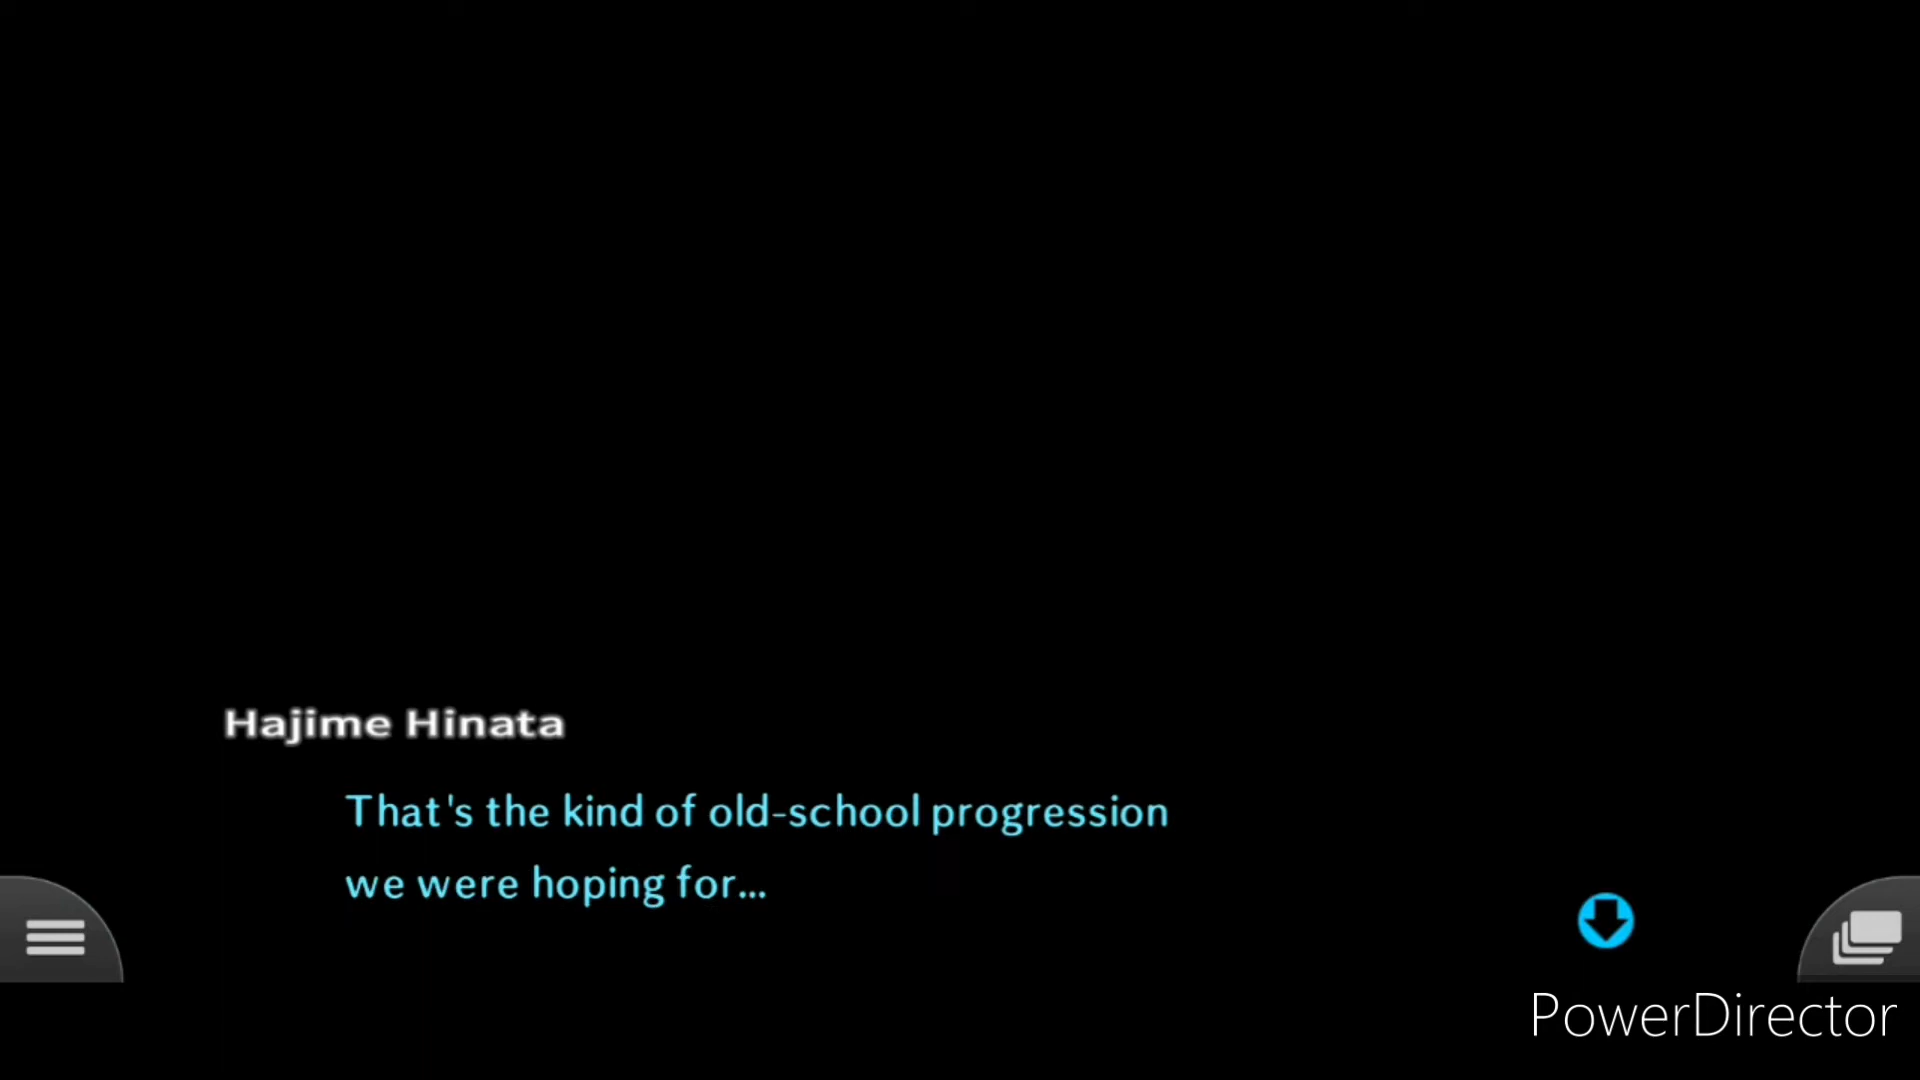 Hajime Hinata
That's the kind of old-school progression
we were hoping for...
PowerDirector